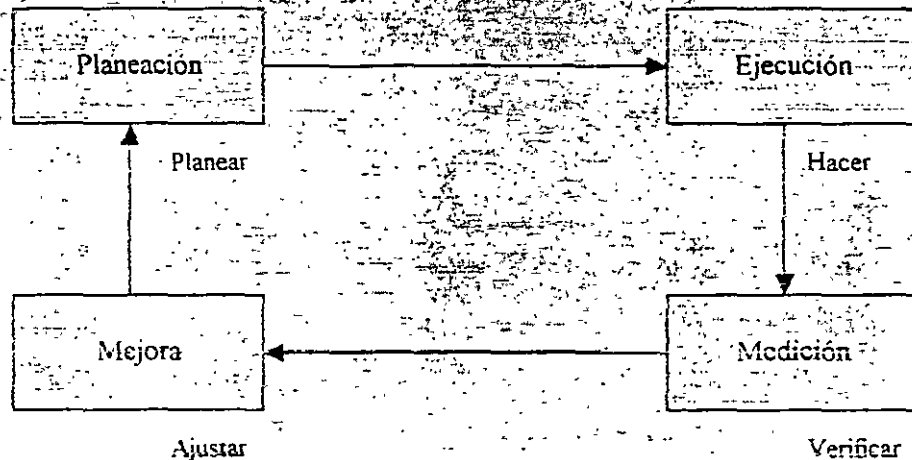 Planeación
Ejecución
Planear
Hacer
Mejora
Medición
Ajustar
Verificar